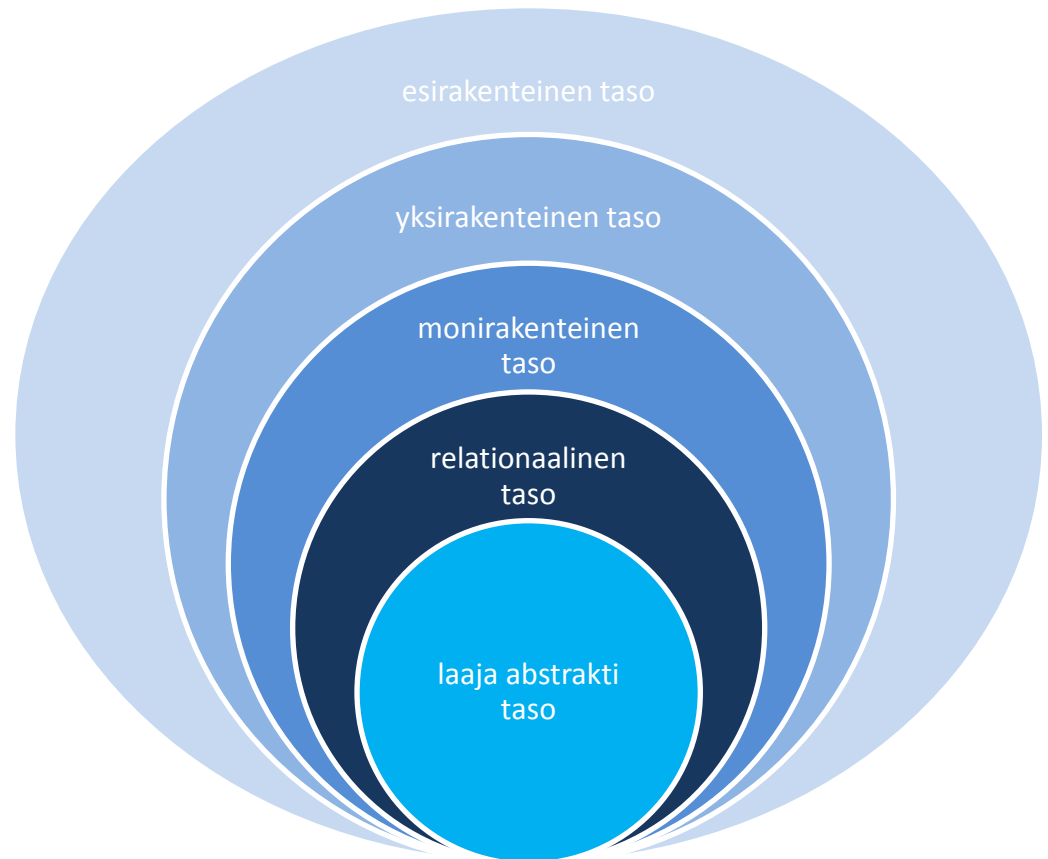 esirakenteinen taso
yksirakenteinen taso
monirakenteinen
taso
relationaalinen
taso
laaja abstrakti
taso